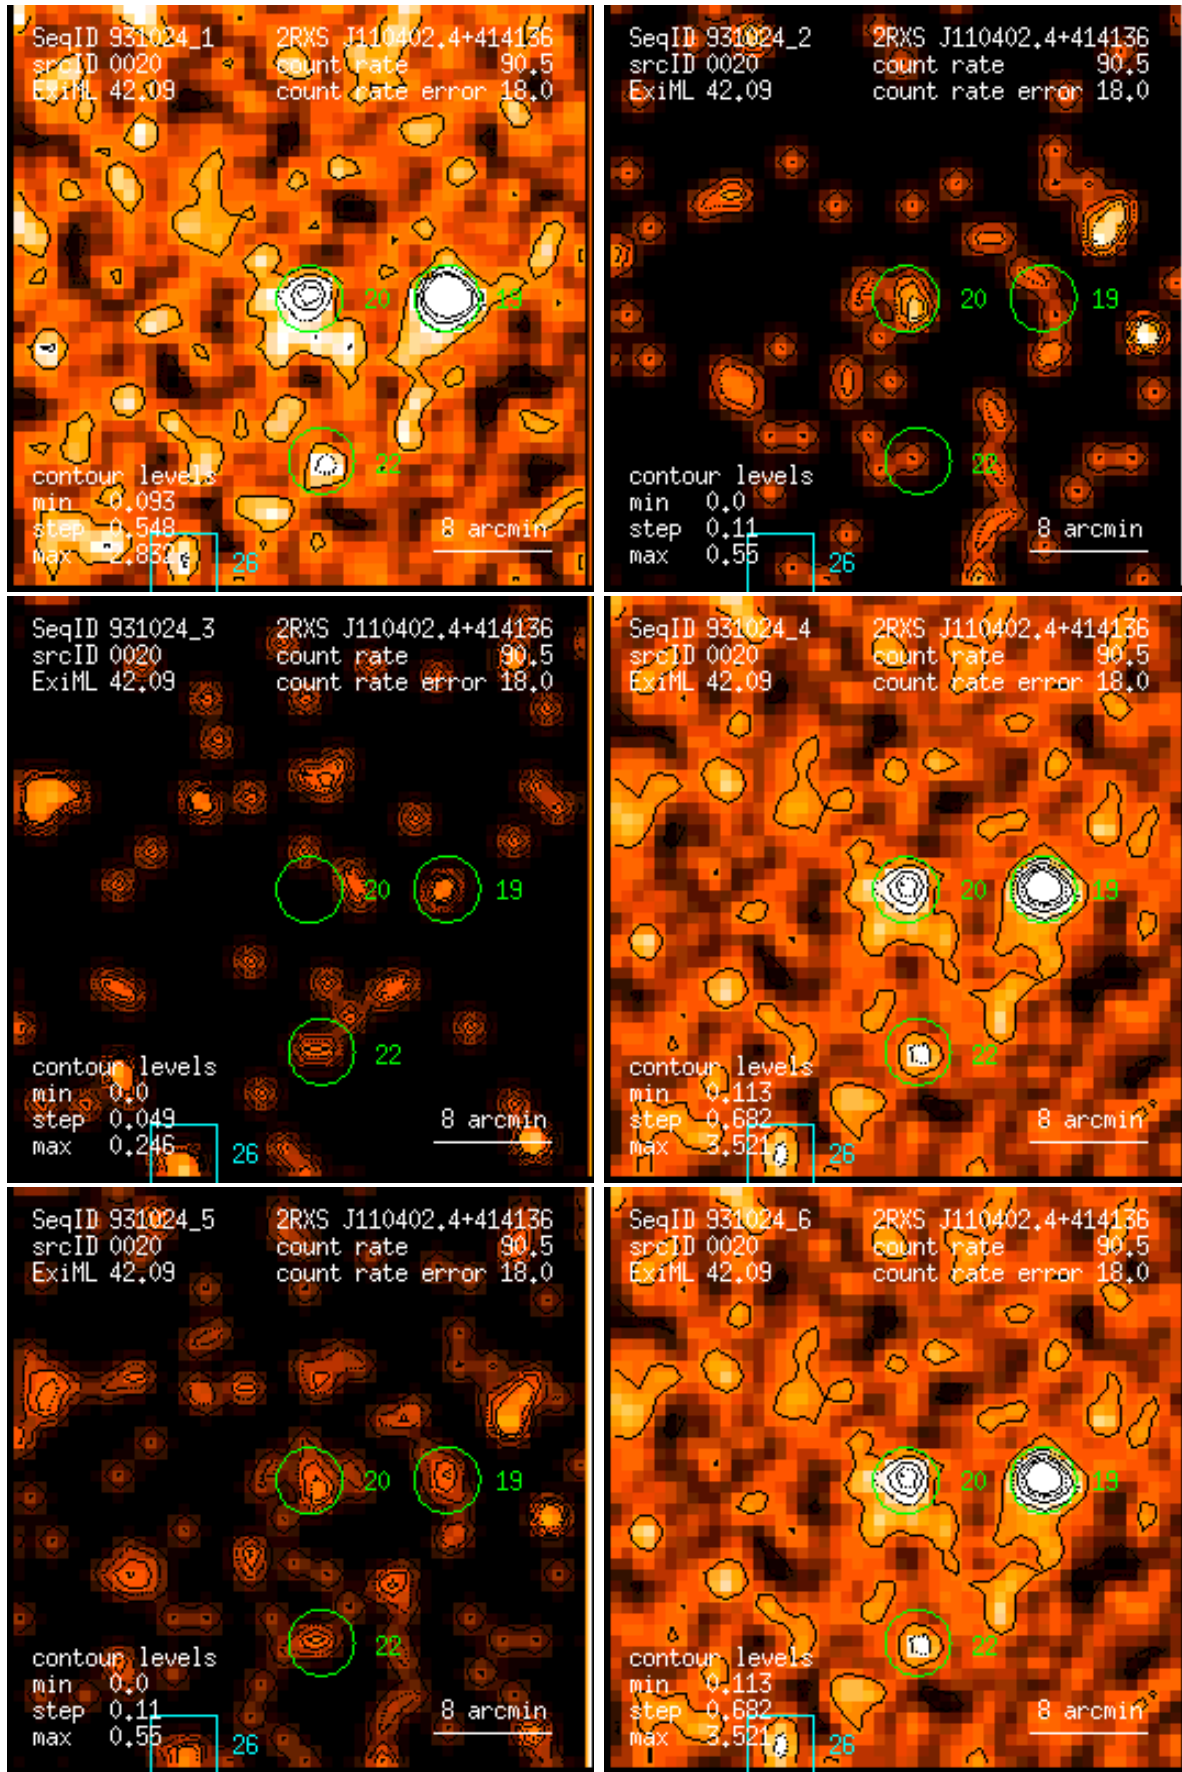 SeqID 931024_1 2RXS J110402.4+414136
srcID 0020 count rate 90.5
ExiML 42.09 count rate error 18.0
20 19
22
contour levels
min 0.093
step 0.548 8 arcmin
max 2.832 26
SeqID 931024_2 2RXS J110402.4+414136
srcID 0020 count rate 90.5
ExiML 42.09 count rate error 18.0
20 19
22
contour levels
min 0.0
step 0.11 8 arcmin
max 0.55 26
SeqID 931024_3 2RXS J110402.4+414136
srcID 0020 count rate 90.5
ExiML 42.09 count rate error 18.0
20 19
22
contour levels
min 0.0
step 0.049 8 arcmin
max 0.246 26
SeqID 931024_4 2RXS J110402.4+414136
srcID 0020 count rate 90.5
ExiML 42.09 count rate error 18.0
20 19
22
contour levels
min 0.113
step 0.682 8 arcmin
max 3.521 26
SeqID 931024_5 2RXS J110402.4+414136
srcID 0020 count rate 90.5
ExiML 42.09 count rate error 18.0
20 19
22
contour levels
min 0.0
step 0.11 8 arcmin
max 0.55 26
SeqID 931024_6 2RXS J110402.4+414136
srcID 0020 count rate 90.5
ExiML 42.09 count rate error 18.0
20 19
22
contour levels
min 0.113
step 0.682 8 arcmin
max 3.521 26